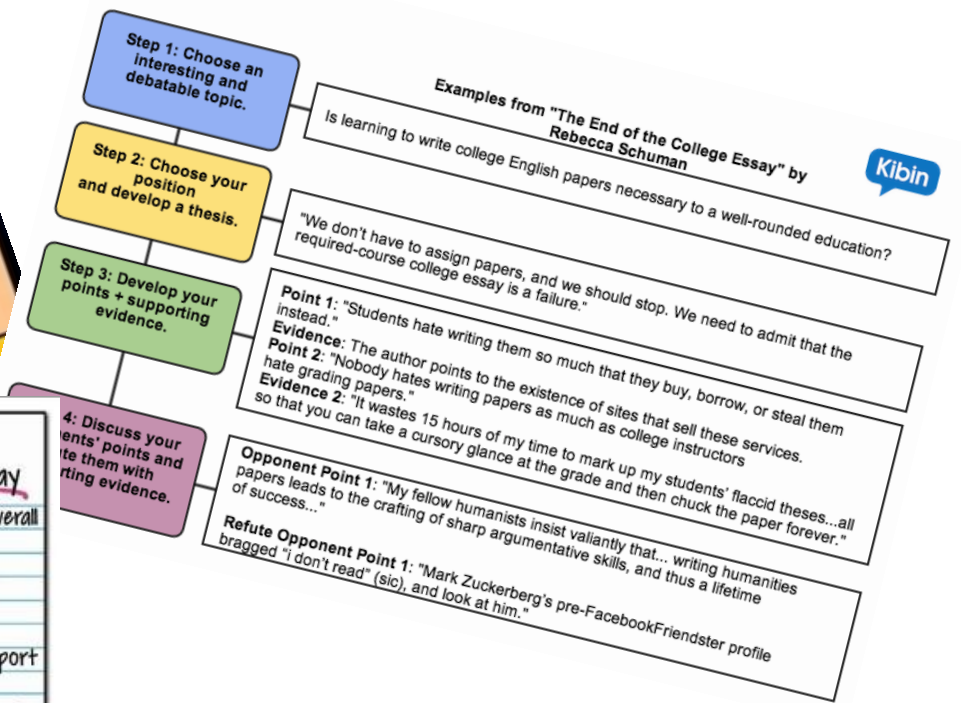 Step 1: Choose an
interesting and
debatable topic.
Examples from "The End of the College Essay" by
Rebecca Schuman
Kibin
Is learning to write college English papers necessary to a well-rounded education?
Step 2: Choose your
position
and develop a thesis.
"We don't have to assign papers, and we should stop. We need to admit that the
required-course college essay is a failure."
Step 3: Develop your
points + supporting
evidence.
Point 1: "Students hate writing them so much that they buy, borrow, or steal them
instead."
Evidence: The author points to the existence of sites that sell these services.
Point 2: "Nobody hates writing papers as much as college instructors
hate grading papers."
Evidence 2: "It wastes 15 hours of my time to mark up my students' flaccid theses...all
so that you can take a cursory glance at the grade and then chuck the paper forever."
4: Discuss your
ents' points and
te them with
rting evidence.
Opponent Point 1: "My fellow humanists insist valiantly that... writing humanities
papers leads to the crafting of sharp argumentative skills, and thus a lifetime
of success..."
Refute Opponent Point 1: "Mark Zuckerberg's pre-FacebookFriendster profile
bragged "i don't read" (sic), and look at him."
ay
verall
port